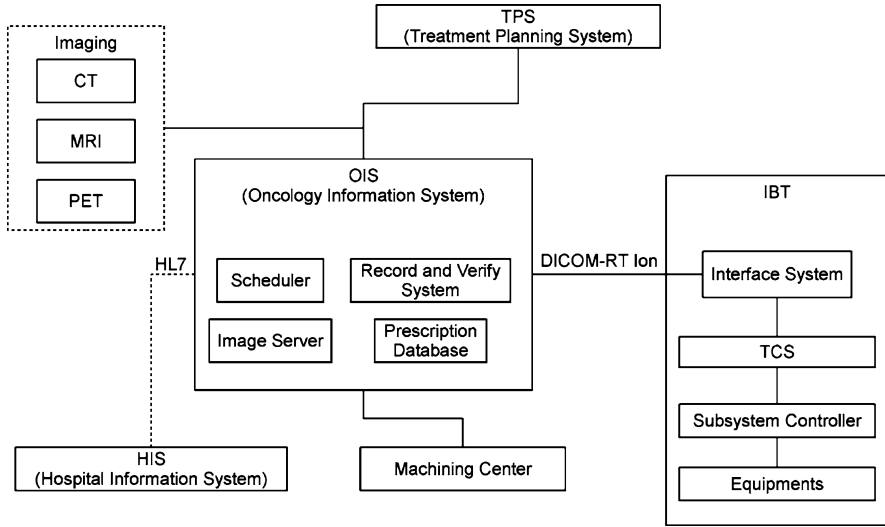 TPS
(Treatment Planning System)
Imaging
CT
MRI
PET
OIS
(Oncology Information System)
Scheduler
Record and Verify
System
Image Server
Prescription
Database
HL7
DICOM-RT Ion
IBT
Interface System
TCS
Subsystem Controller
Equipments
HIS
(Hospital Information System)
Machining Center